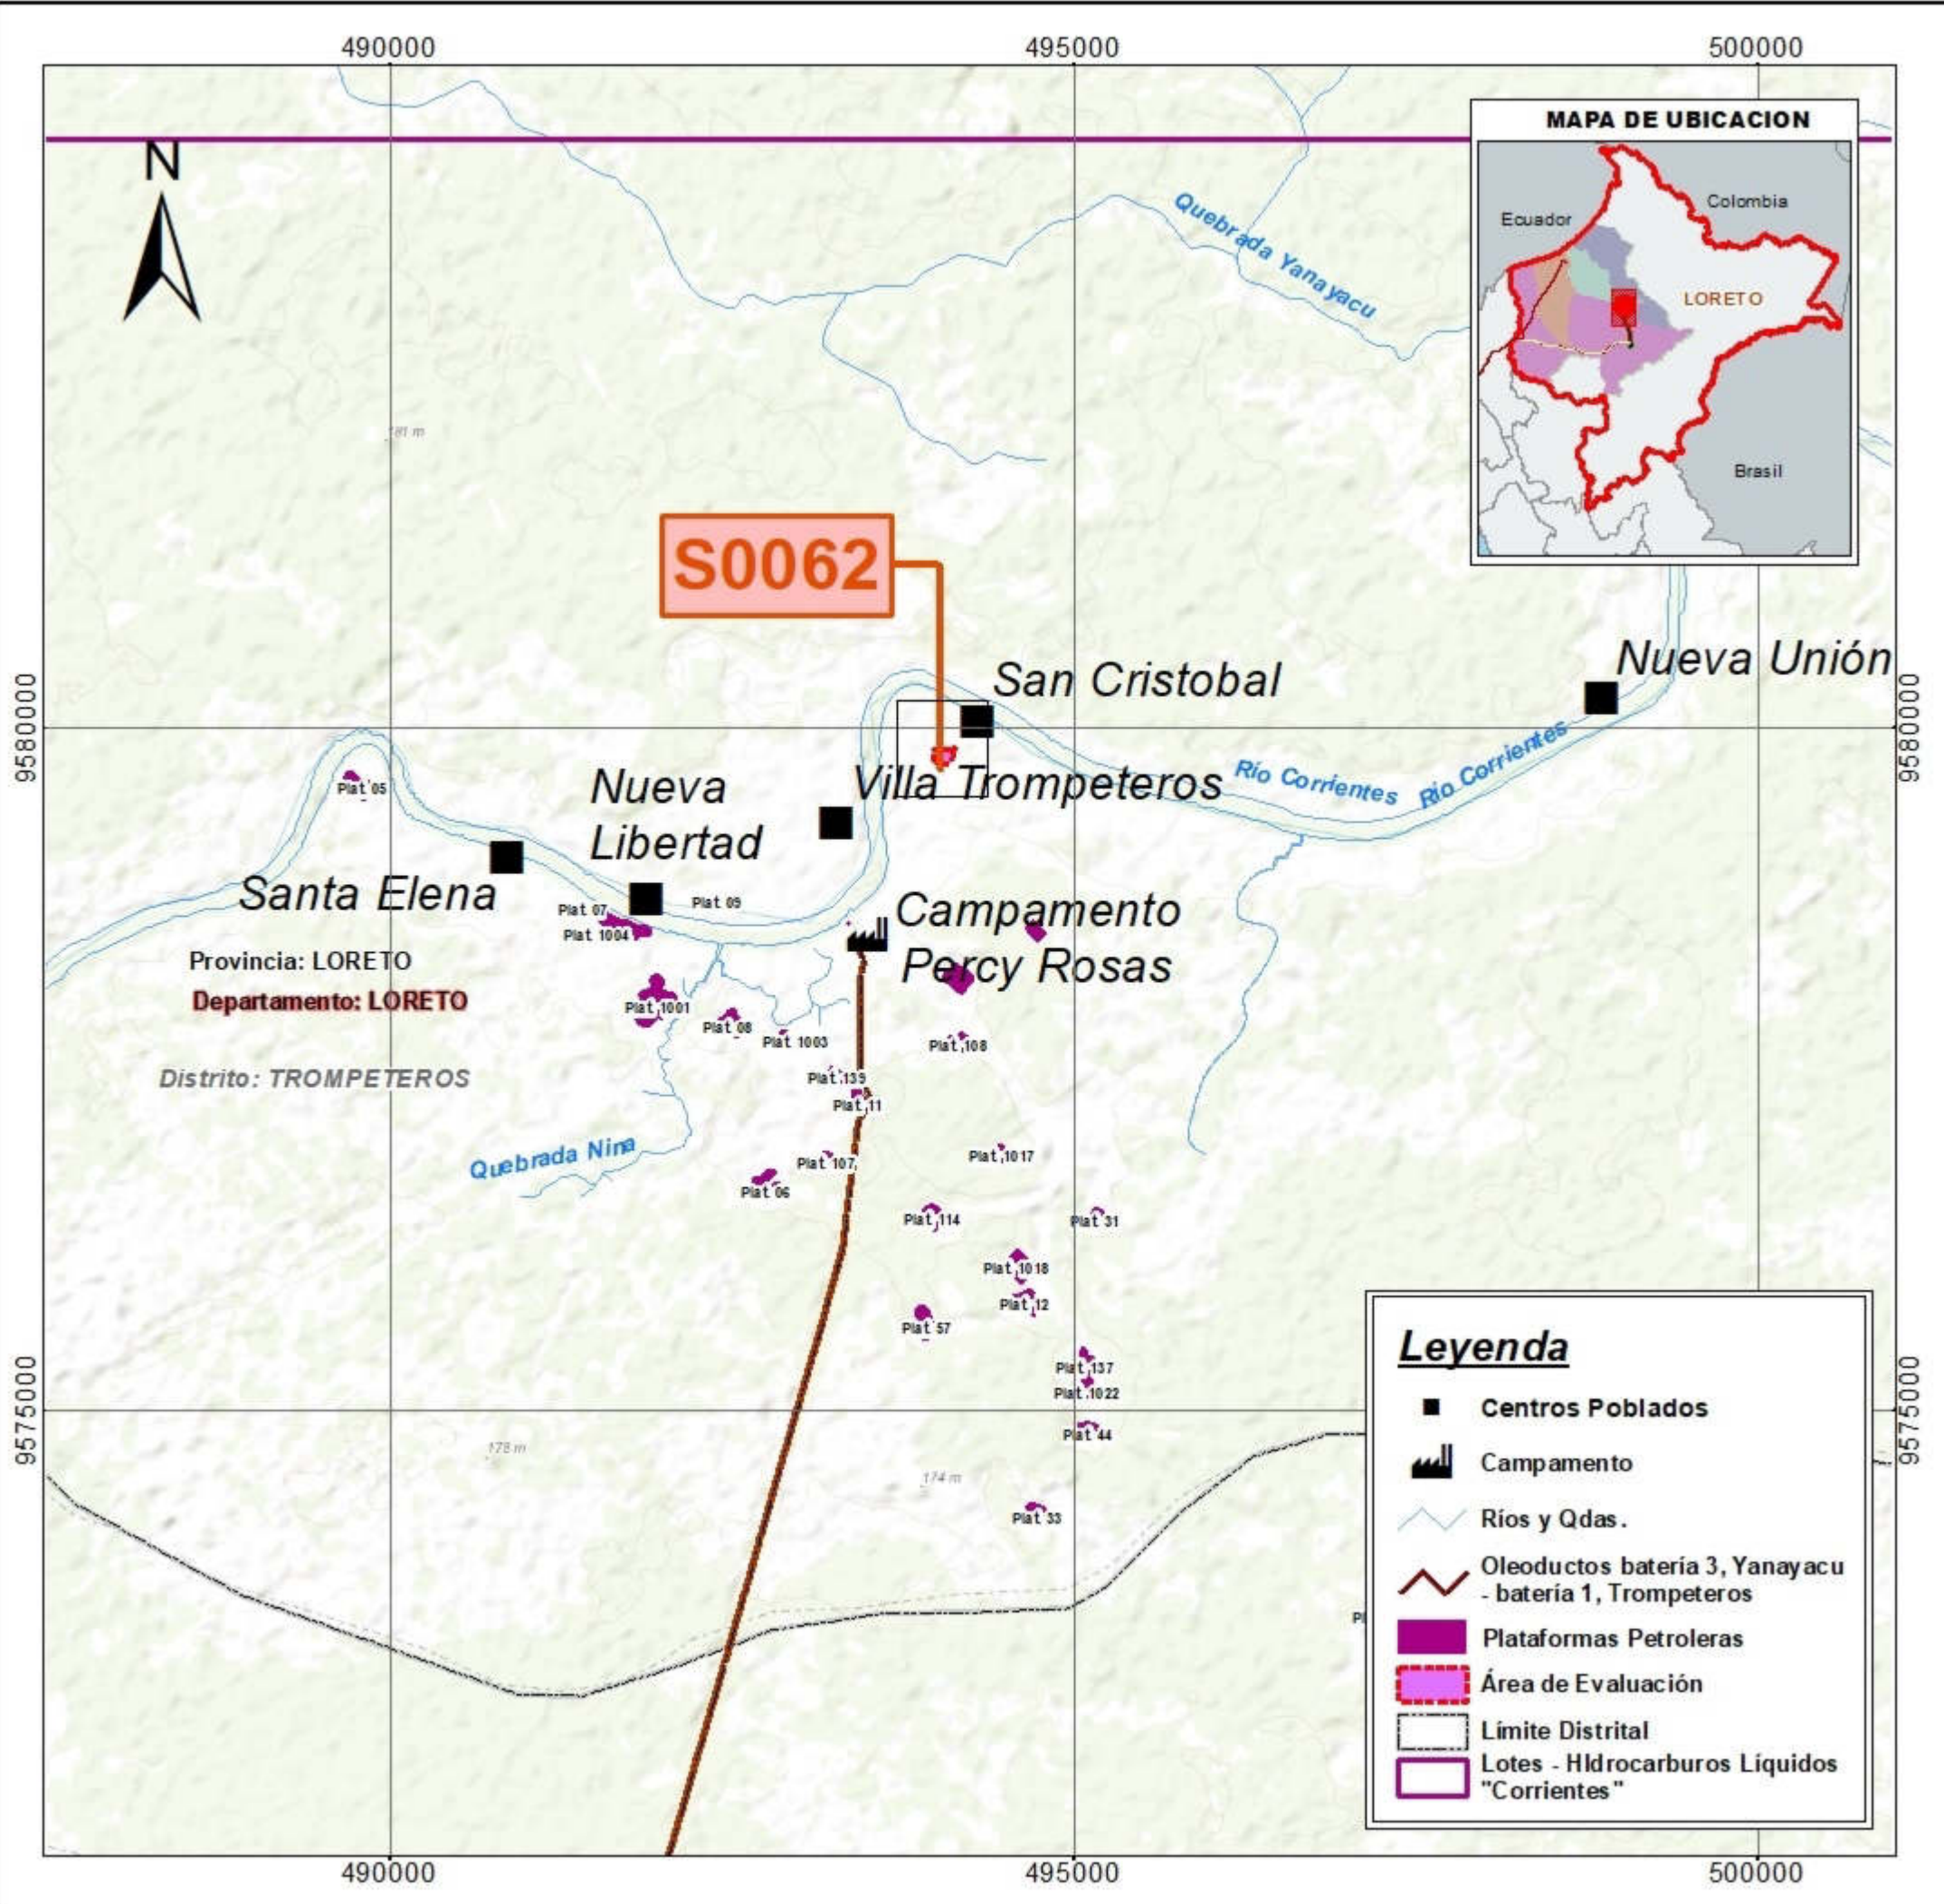 490000
495000
500000
MAPA DE UBICACION
N
Colombia
Ecuador
LORETO
Brasil
Quebrada Yanayacu
181 m
S0062
San Cristobal
Nueva Unión
9580000
9580000
Villa Trompeteros
Río Corrientes
Río Corrientes
Nueva
Libertad
Plat 05
Santa Elena
Plat 07
Plat 09
Plat 1004
Campamento
Percy Rosas
Provincia: LORETO
Departamento: LORETO
Distrito: TROMPETEROS
Plat 1001
Plat 08
Plat 1003
Plat 108
Plat 139
Plat 11
Quebrada Nina
Plat 107
Plat 1017
Plat 06
Plat 114
Plat 31
Plat 1018
Plat 12
Plat 57
Plat 137
Plat 1022
Plat 44
9575000
9575000
178 m
174 m
Plat 33
Leyenda
Centros Poblados
Campamento
Ríos y Qdas.
Oleoductos batería 3, Yanayacu
- batería 1, Trompeteros
Plataformas Petroleras
Área de Evaluación
Límite Distrital
Lotes - HIdrocarburos Líquidos
"Corrientes"
490000
495000
500000